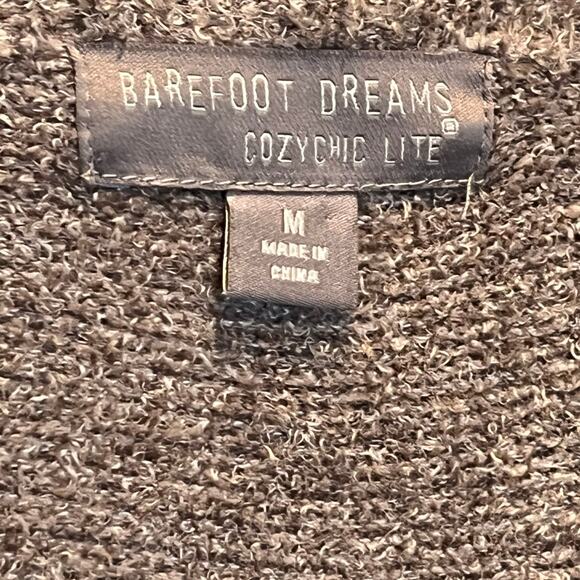 BAREFOOT DREAMS
COZYCHIC LITE®
M
MADE IN
CHINA